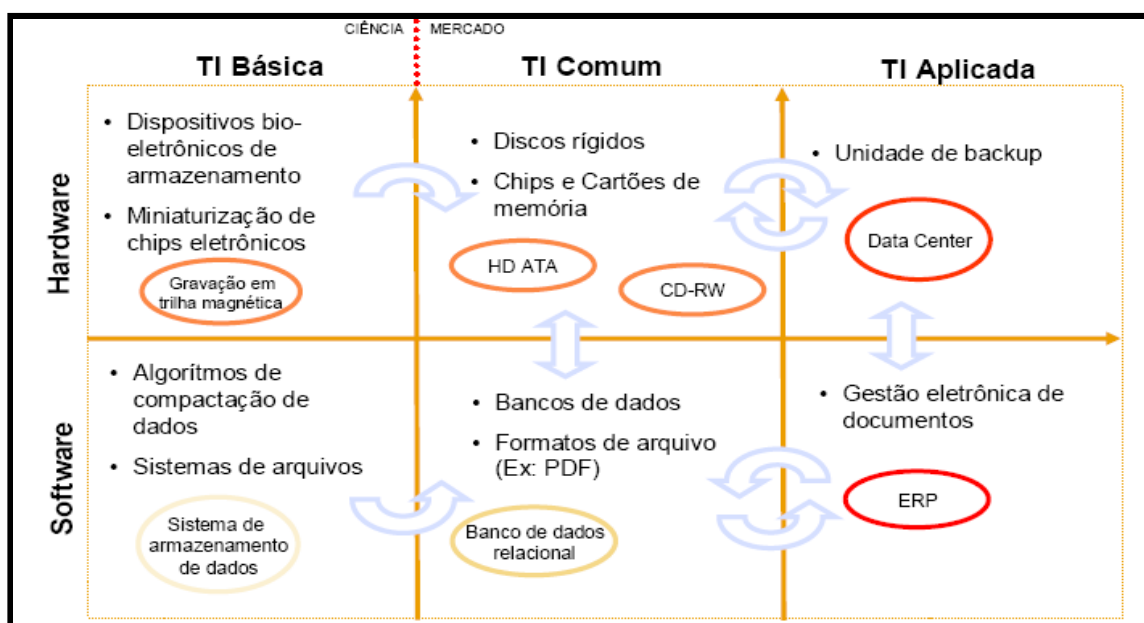 CIÊNCIA
MERCADO
TI Básica
TI Comum
TI Aplicada
Hardware
• Dispositivos bio-
eletrônicos de
armazenamento
• Miniaturização de
chips eletrônicos
Gravação em
trilha magnética
• Discos rígidos
• Chips e Cartões de
memória
HD ATA
CD-RW
• Unidade de backup
Data Center
Software
• Algorítmos de
compactação de
dados
• Sistemas de arquivos
Sistema de
armazenamento
de dados
• Bancos de dados
• Formatos de arquivo
(Ex: PDF)
Banco de dados
relacional
• Gestão eletrônica de
documentos
ERP